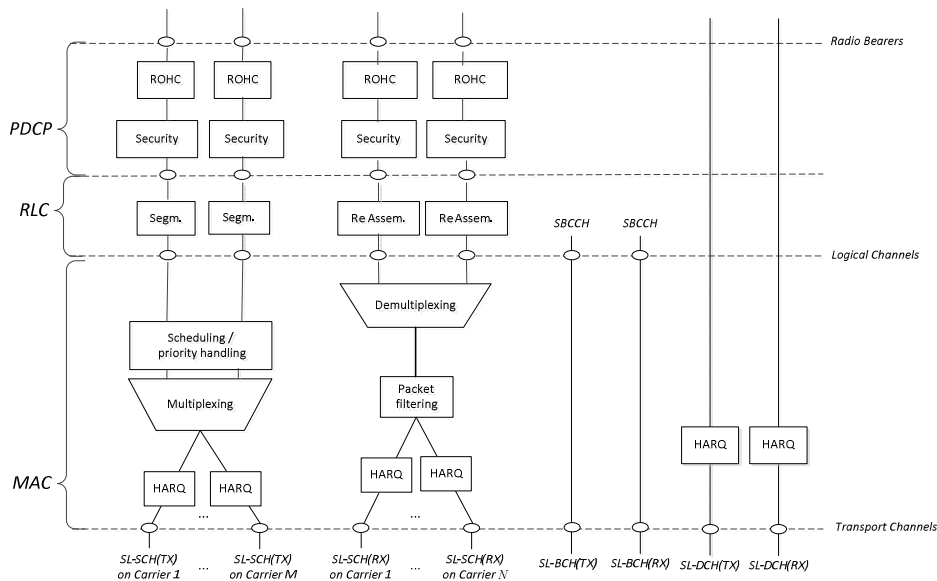 Radio Bearers
ROHC
ROHC
ROHC
ROHC
PDCP
Security
Security
Security
Security
RLC
Segm.
Segm.
Re Assem.
Re Assem.
SBCCH
SBCCH
Logical Channels
Demultiplexing
Scheduling /
priority handling
Packet
filtering
Multiplexing
HARQ
HARQ
MAC
HARQ
HARQ
HARQ
HARQ
...
...
Transport Channels
SL-SCH(TX)
on Carrier 1
...
SL-SCH(TX)
on Carrier M
SL-SCH(RX)
on Carrier 1
...
SL-SCH(RX)
on Carrier N
SL-BCH(TX)
SL-BCH(RX)
SL-DCH(TX)
SL-DCH(RX)